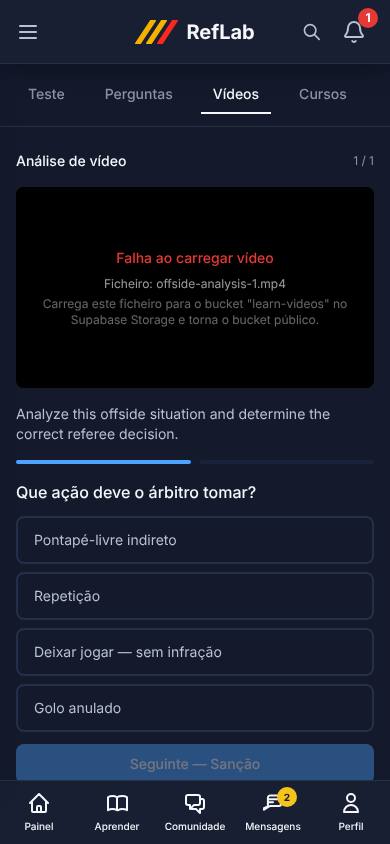 RefLab
1
Teste
Perguntas
Vídeos
Cursos
Análise de vídeo
1 / 1
Falha ao carregar vídeo
Ficheiro: offside-analysis-1.mp4
Carrega este ficheiro para o bucket "learn-videos" no
Supabase Storage e torna o bucket público.
Analyze this offside situation and determine the
correct referee decision.
Que ação deve o árbitro tomar?
Pontapé-livre indireto
Repetição
Deixar jogar — sem infração
Golo anulado
Seguinte — Sanção
2
Painel
Aprender
Comunidade
Mensagens
Perfil